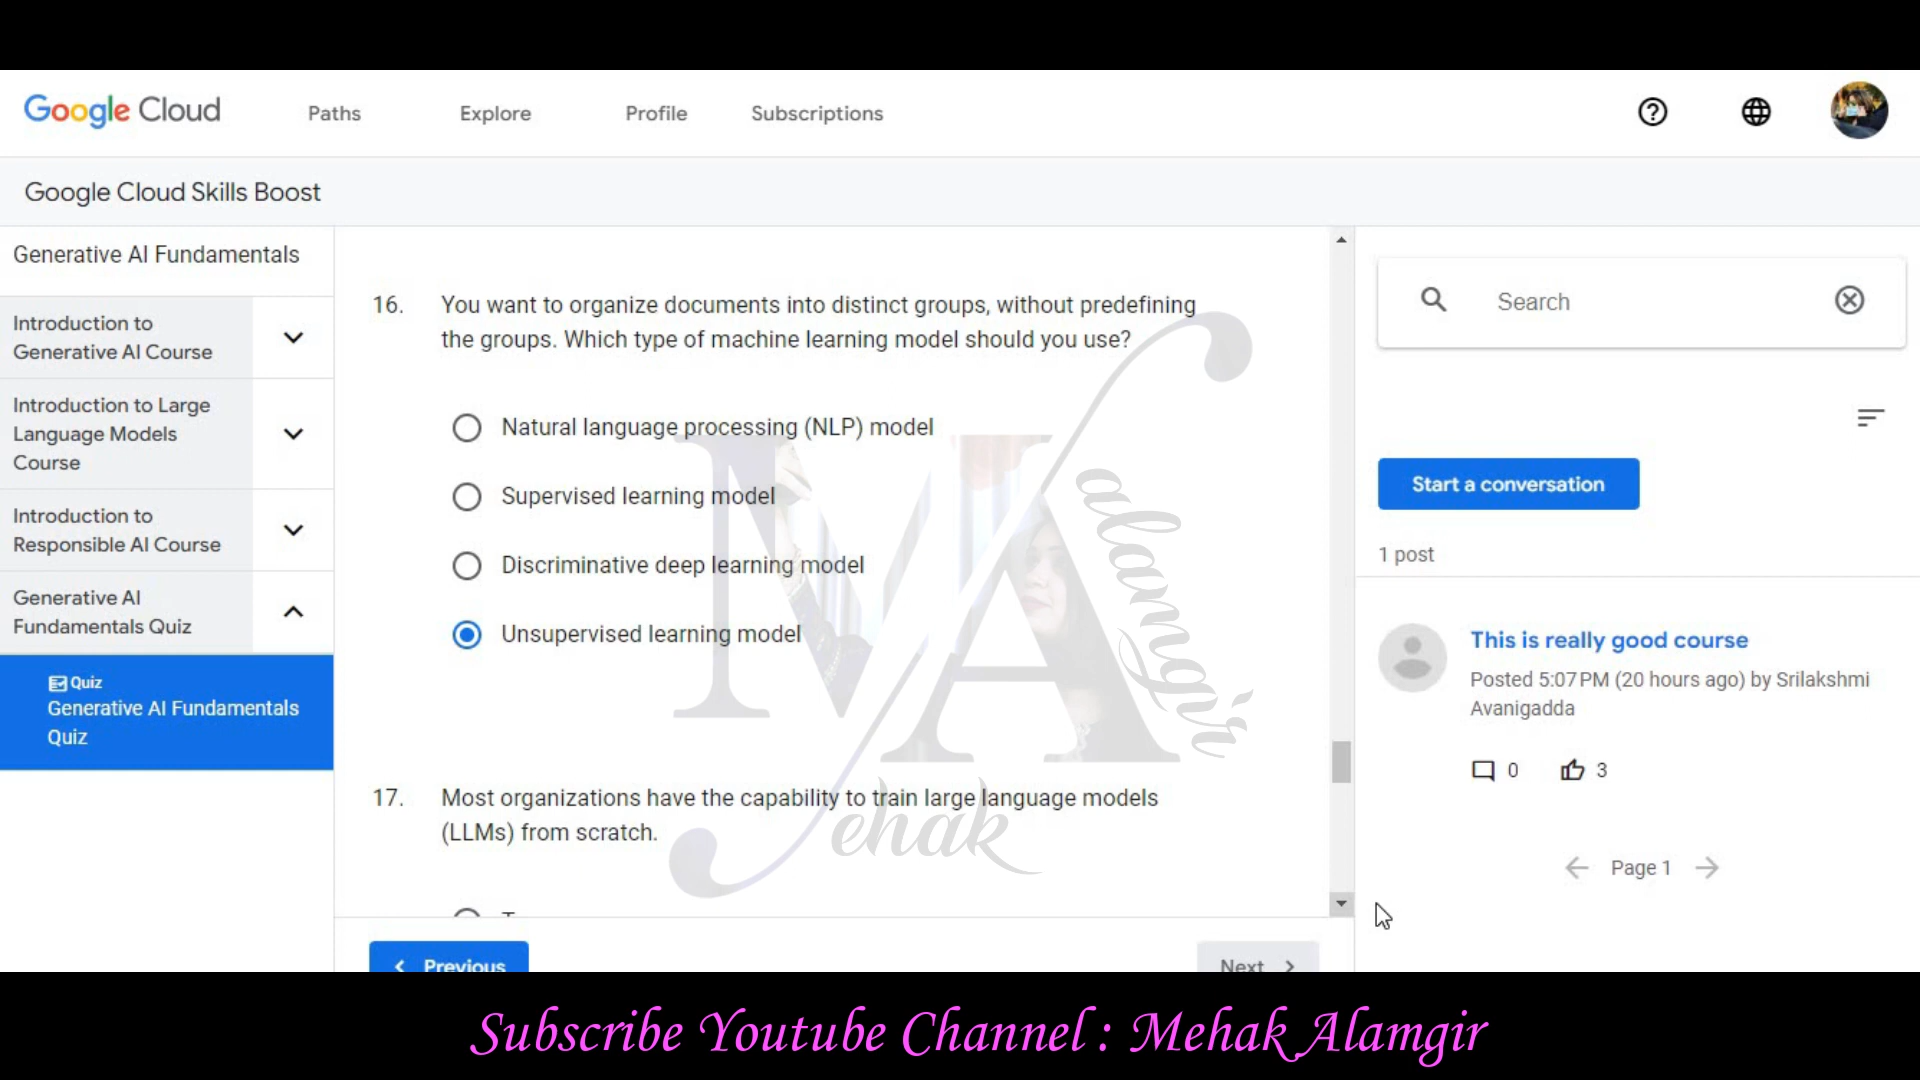 Google Cloud
Paths
Explore
Profile
Subscriptions
Google Cloud Skills Boost
Generative AI Fundamentals
Introduction to
Generative AI Course
Introduction to Large
Language Models
Course
Introduction to
Responsible AI Course
Generative AI
Fundamentals Quiz
Quiz
Generative AI Fundamentals
Quiz
16. You want to organize documents into distinct groups, without predefining
the groups. Which type of machine learning model should you use?
Natural language processing (NLP) model
Supervised learning model
Discriminative deep learning model
Unsupervised learning model
17. Most organizations have the capability to train large language models
(LLMs) from scratch.
Previous
Next
MA
alamgir
ehak
Search
Start a conversation
1 post
This is really good course
Posted 5:07 PM (20 hours ago) by Srilakshmi
Avanigadda
0
3
Page 1
Subscribe Youtube Channel : Mehak Alamgir